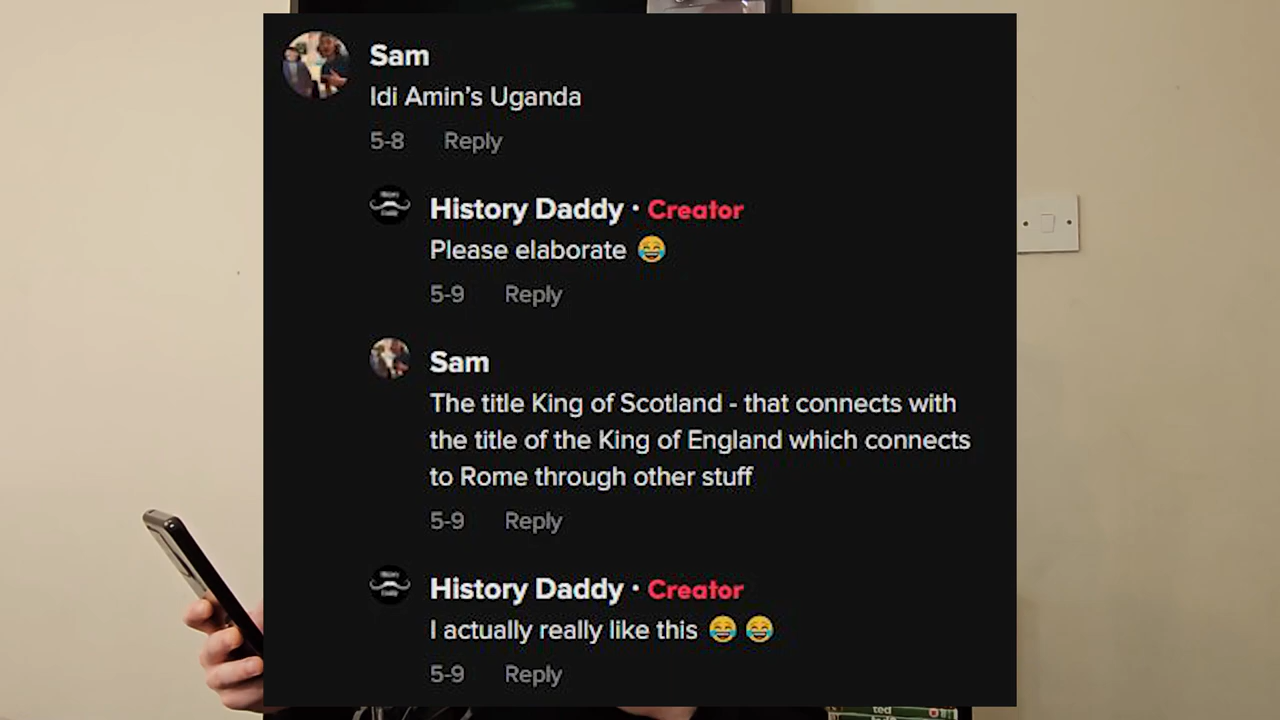 Sam
Idi Amin's Uganda
5-8 Reply
History Daddy · Creator
Please elaborate 😂
5-9 Reply
Sam
The title King of Scotland - that connects with
the title of the King of England which connects
to Rome through other stuff
5-9 Reply
History Daddy · Creator
I actually really like this 😂 😂
5-9 Reply
ted